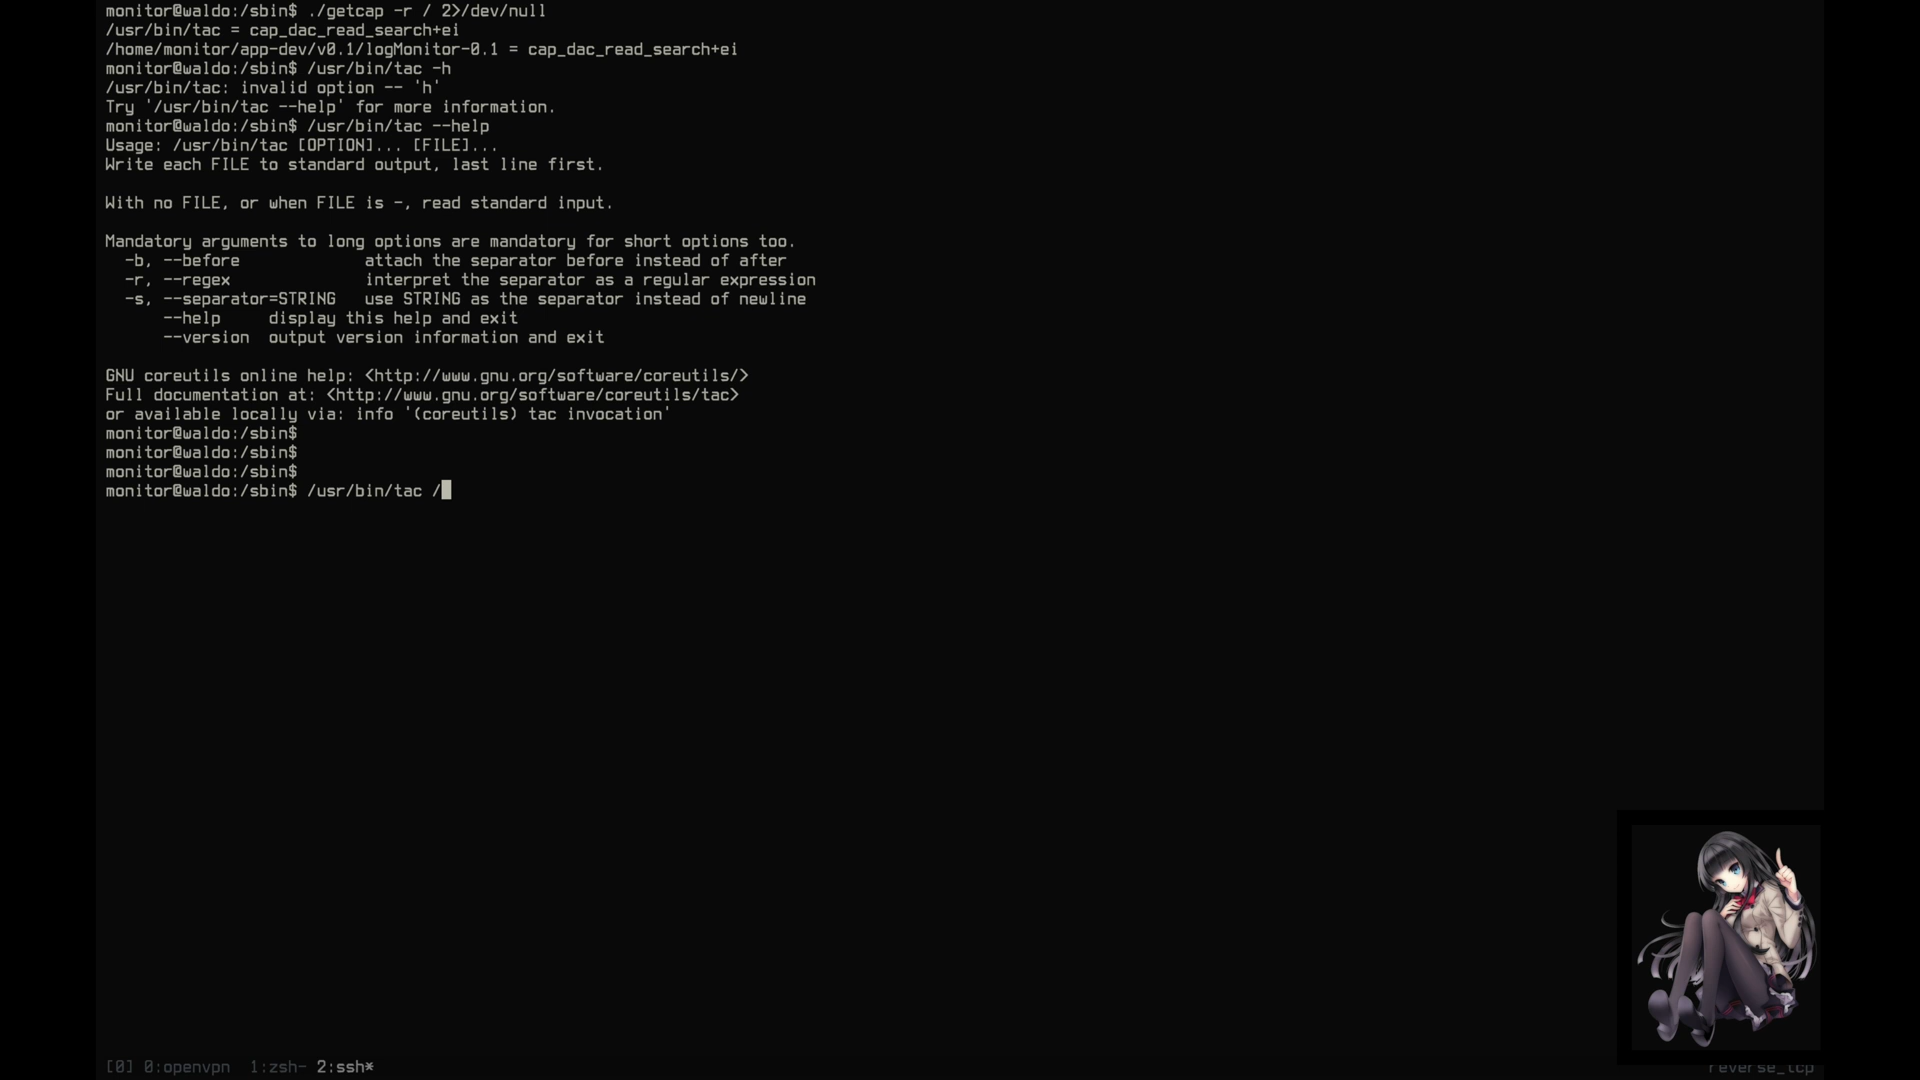 monitor@waldo:/sbin$ ./getcap -r / 2>/dev/null
/usr/bin/tac = cap_dac_read_search+ei
/home/monitor/app-dev/v0.1/logMonitor-0.1 = cap_dac_read_search+ei
monitor@waldo:/sbin$ /usr/bin/tac -h
/usr/bin/tac: invalid option -- 'h'
Try '/usr/bin/tac --help' for more information.
monitor@waldo:/sbin$ /usr/bin/tac --help
Usage: /usr/bin/tac [OPTION]... [FILE]...
Write each FILE to standard output, last line first.
With no FILE, or when FILE is -, read standard input.
Mandatory arguments to long options are mandatory for short options too.
-b, --before attach the separator before instead of after
-r, --regex interpret the separator as a regular expression
-s, --separator=STRING use STRING as the separator instead of newline
--help display this help and exit
--version output version information and exit
GNU coreutils online help: <http://www.gnu.org/software/coreutils/>
Full documentation at: <http://www.gnu.org/software/coreutils/tac>
or available locally via: info '(coreutils) tac invocation'
monitor@waldo:/sbin$
monitor@waldo:/sbin$
monitor@waldo:/sbin$
monitor@waldo:/sbin$ /usr/bin/tac /
[0] 0:openvpn 1:zsh- 2:ssh* reverse_tcp